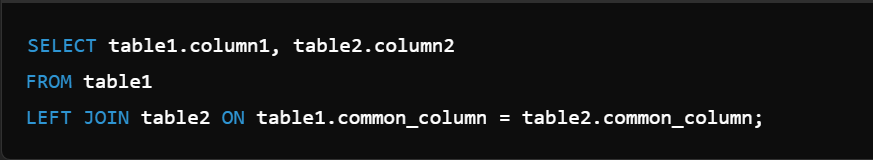 SELECT table1.column1, table2.column2
FROM table1
LEFT JOIN table2 ON table1.common_column = table2.common_column;